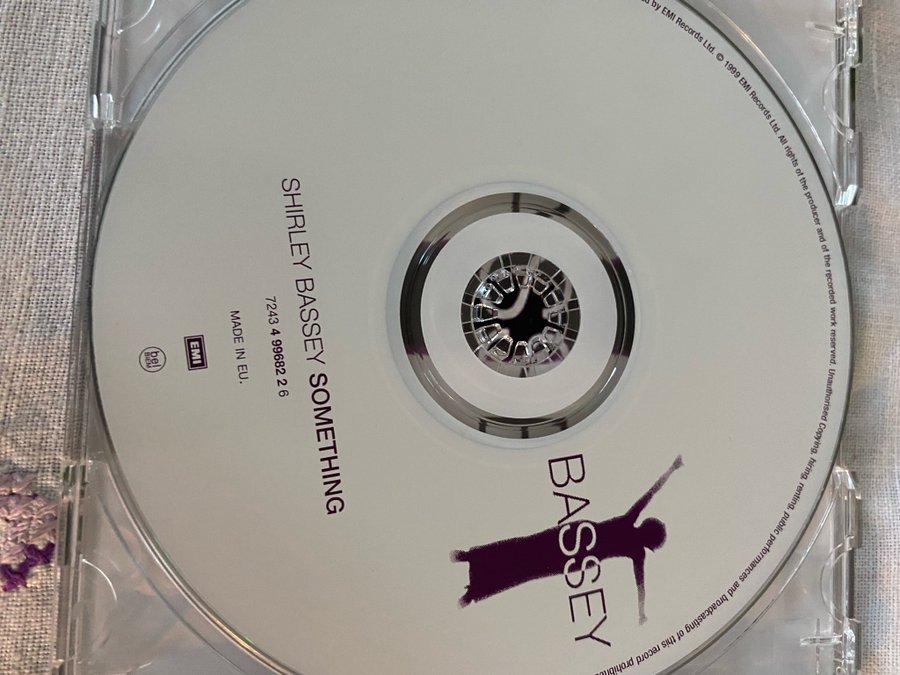 BASSEY
SHIRLEY BASSEY SOMETHING
7243 4 99682 2 6
MADE IN EU.
EMI
bel
BIEM
by EMI Records Ltd. © 1999 EMI Records Ltd. All rights of the producer and of the recorded work reserved. Unauthorised Copying, hiring, renting, public performances and broadcasting of this record